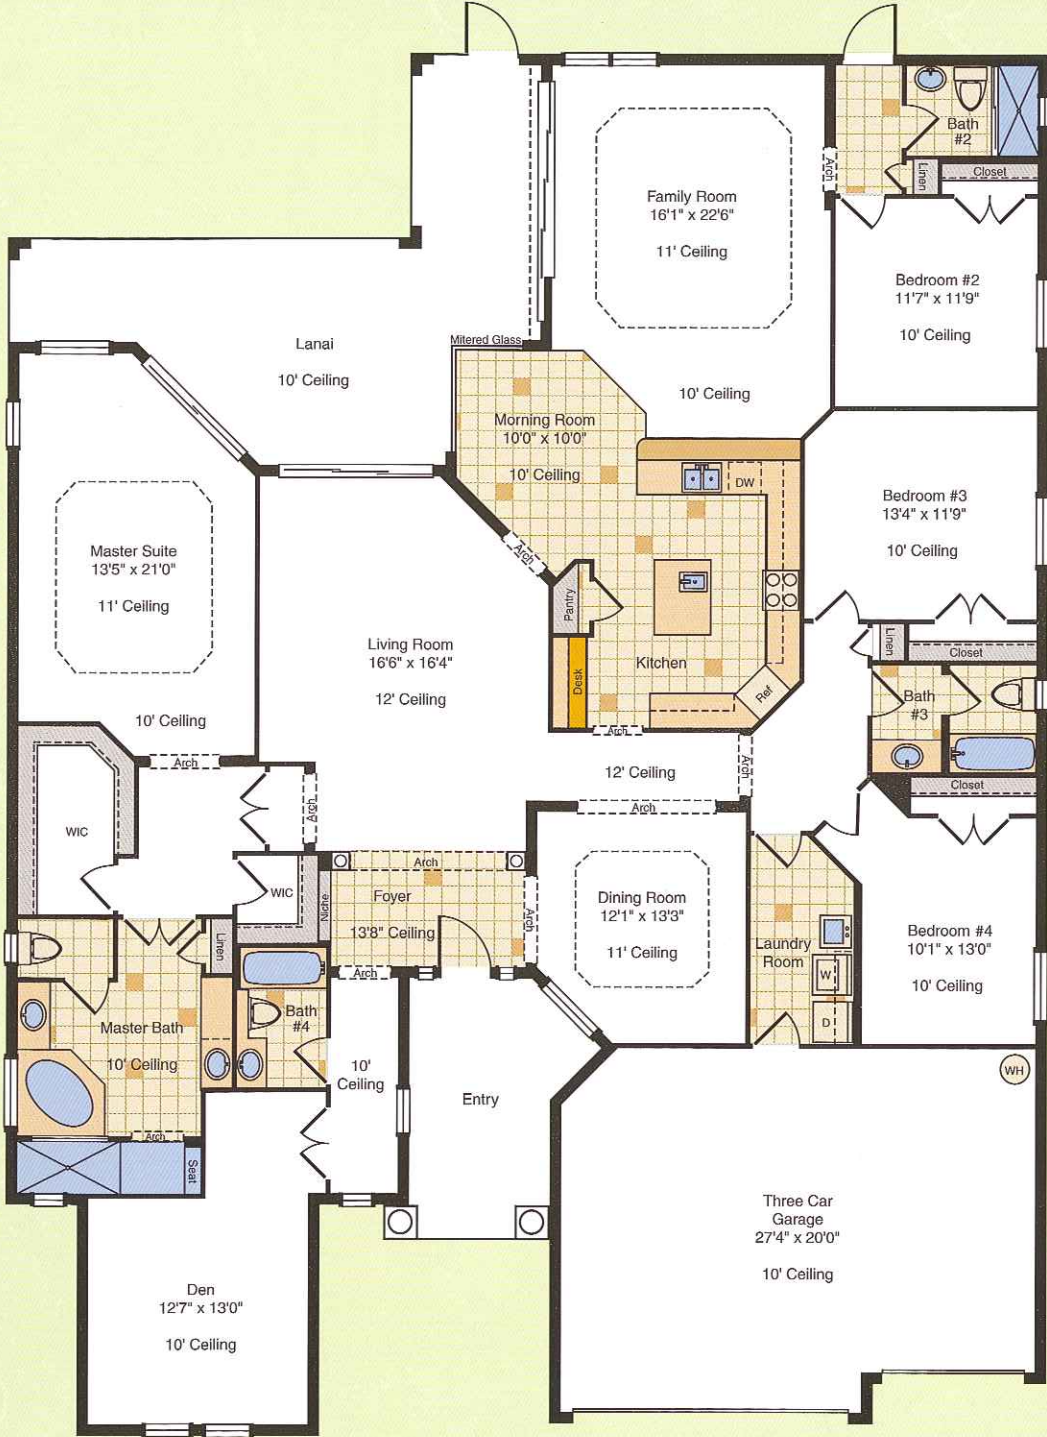 Bath
#2
Linen
Closet
Arch
Family Room
16'1" x 22'6"
11' Ceiling
10' Ceiling
Bedroom #2
11'7" x 11'9"
10' Ceiling
Lanai
10' Ceiling
Mitered Glass
Morning Room
10'0" x 10'0"
10' Ceiling
DW
Bedroom #3
13'4" x 11'9"
10' Ceiling
Master Suite
13'5" x 21'0"
11' Ceiling
10' Ceiling
Arch
Arch
Pantry
Kitchen
Desk
Ref
Arch
Living Room
16'6" x 16'4"
12' Ceiling
Linen
Closet
Bath
#3
Closet
12' Ceiling
Arch
Arch
Arch
WIC
WIC
Arch
Foyer
13'8" Ceiling
Niche
Arch
Arch
Dining Room
12'1" x 13'3"
11' Ceiling
Laundry
Room
W
D
Bedroom #4
10'1" x 13'0"
10' Ceiling
Linen
Master Bath
10' Ceiling
Arch
Seat
Bath
#4
10'
Ceiling
Entry
WH
Three Car
Garage
27'4" x 20'0"
10' Ceiling
Den
12'7" x 13'0"
10' Ceiling